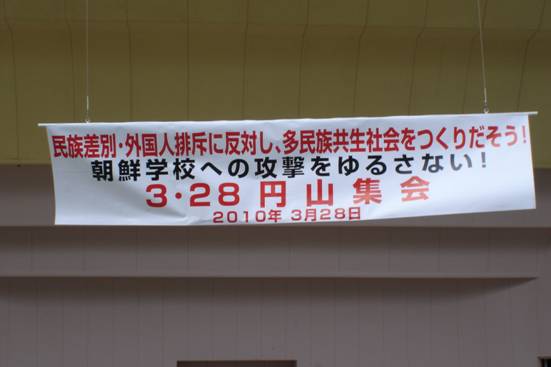 民族差別・外国人排斥に反対し、多民族共生社会をつくりだそう!
朝鮮学校への攻撃をゆるさない!
3・28 円山集会
2010年 3月28日